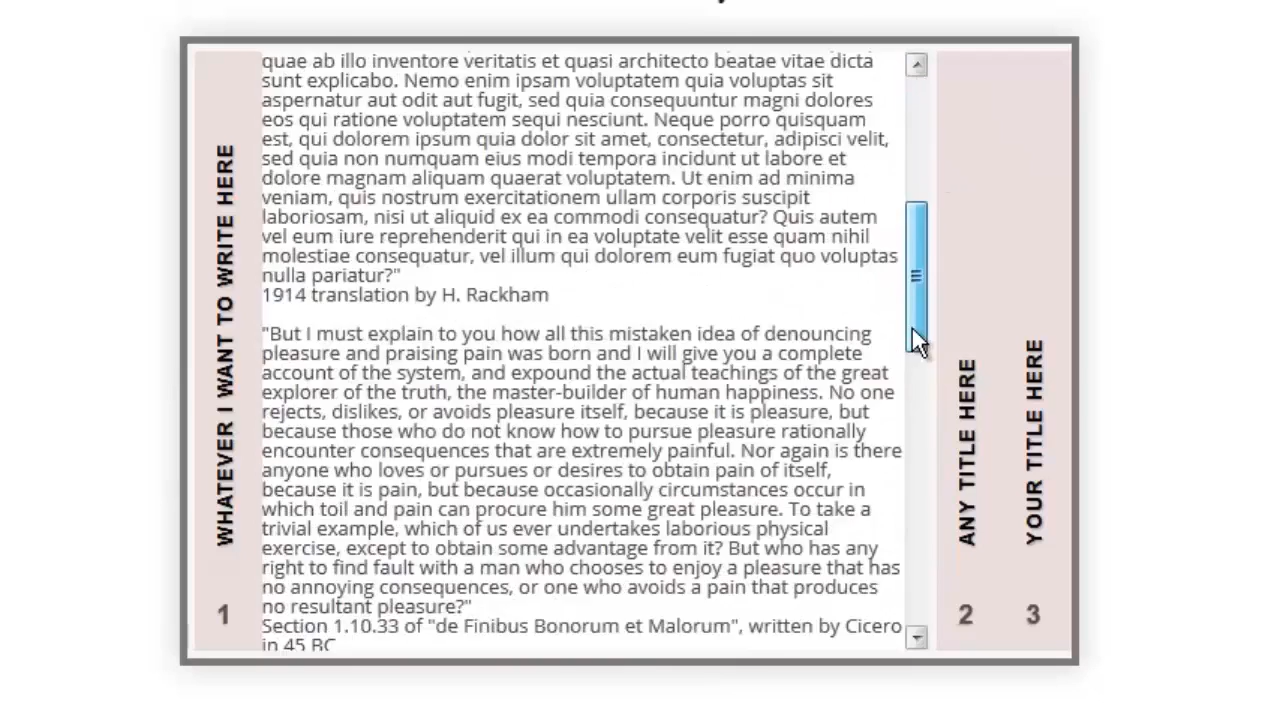 WHATEVER I WANT TO WRITE HERE
1
quae ab illo inventore veritatis et quasi architecto beatae vitae dicta
sunt explicabo. Nemo enim ipsam voluptatem quia voluptas sit
aspernatur aut odit aut fugit, sed quia consequuntur magni dolores
eos qui ratione voluptatem sequi nesciunt. Neque porro quisquam
est, qui dolorem ipsum quia dolor sit amet, consectetur, adipisci velit,
sed quia non numquam eius modi tempora incidunt ut labore et
dolore magnam aliquam quaerat voluptatem. Ut enim ad minima
veniam, quis nostrum exercitationem ullam corporis suscipit
laboriosam, nisi ut aliquid ex ea commodi consequatur? Quis autem
vel eum iure reprehenderit qui in ea voluptate velit esse quam nihil
molestiae consequatur, vel illum qui dolorem eum fugiat quo voluptas
nulla pariatur?"
1914 translation by H. Rackham
"But I must explain to you how all this mistaken idea of denouncing
pleasure and praising pain was born and I will give you a complete
account of the system, and expound the actual teachings of the great
explorer of the truth, the master-builder of human happiness. No one
rejects, dislikes, or avoids pleasure itself, because it is pleasure, but
because those who do not know how to pursue pleasure rationally
encounter consequences that are extremely painful. Nor again is there
anyone who loves or pursues or desires to obtain pain of itself,
because it is pain, but because occasionally circumstances occur in
which toil and pain can procure him some great pleasure. To take a
trivial example, which of us ever undertakes laborious physical
exercise, except to obtain some advantage from it? But who has any
right to find fault with a man who chooses to enjoy a pleasure that has
no annoying consequences, or one who avoids a pain that produces
no resultant pleasure?"
Section 1.10.33 of "de Finibus Bonorum et Malorum", written by Cicero
in 45 BC
ANY TITLE HERE
2
YOUR TITLE HERE
3